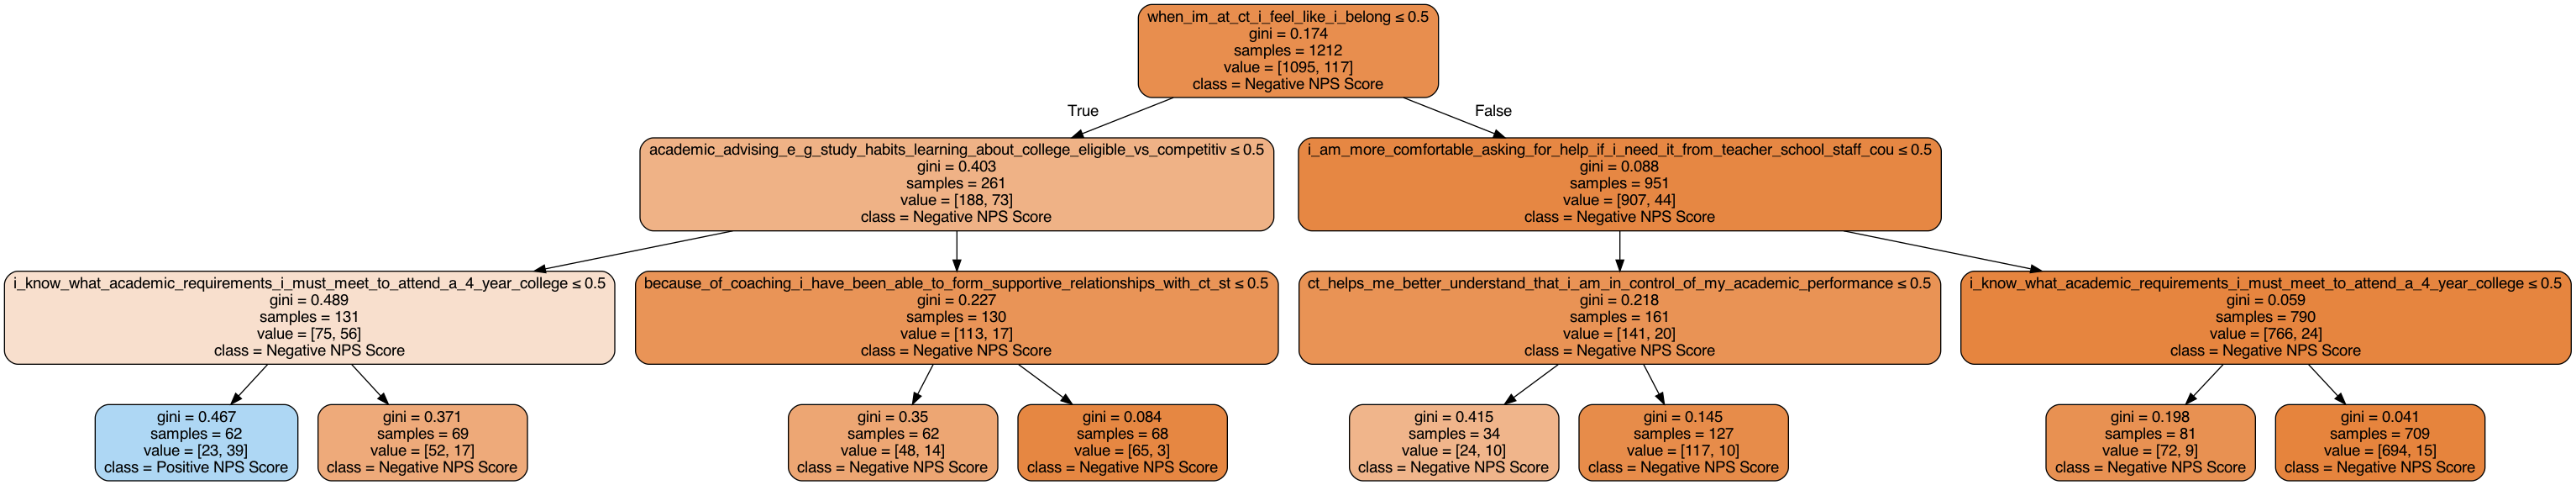 when_im_at_ct_i_feel_like_i_belong ≤ 0.5
gini = 0.174
samples = 1212
value = [1095, 117]
class = Negative NPS Score
True
False
academic_advising_e_g_study_habits_learning_about_college_eligible_vs_competitiv ≤ 0.5
gini = 0.403
samples = 261
value = [188, 73]
class = Negative NPS Score
i_am_more_comfortable_asking_for_help_if_i_need_it_from_teacher_school_staff_cou ≤ 0.5
gini = 0.088
samples = 951
value = [907, 44]
class = Negative NPS Score
i_know_what_academic_requirements_i_must_meet_to_attend_a_4_year_college ≤ 0.5
gini = 0.489
samples = 131
value = [75, 56]
class = Negative NPS Score
because_of_coaching_i_have_been_able_to_form_supportive_relationships_with_ct_st ≤ 0.5
gini = 0.227
samples = 130
value = [113, 17]
class = Negative NPS Score
ct_helps_me_better_understand_that_i_am_in_control_of_my_academic_performance ≤ 0.5
gini = 0.218
samples = 161
value = [141, 20]
class = Negative NPS Score
i_know_what_academic_requirements_i_must_meet_to_attend_a_4_year_college ≤ 0.5
gini = 0.059
samples = 790
value = [766, 24]
class = Negative NPS Score
gini = 0.467
samples = 62
value = [23, 39]
class = Positive NPS Score
gini = 0.371
samples = 69
value = [52, 17]
class = Negative NPS Score
gini = 0.35
samples = 62
value = [48, 14]
class = Negative NPS Score
gini = 0.084
samples = 68
value = [65, 3]
class = Negative NPS Score
gini = 0.415
samples = 34
value = [24, 10]
class = Negative NPS Score
gini = 0.145
samples = 127
value = [117, 10]
class = Negative NPS Score
gini = 0.198
samples = 81
value = [72, 9]
class = Negative NPS Score
gini = 0.041
samples = 709
value = [694, 15]
class = Negative NPS Score